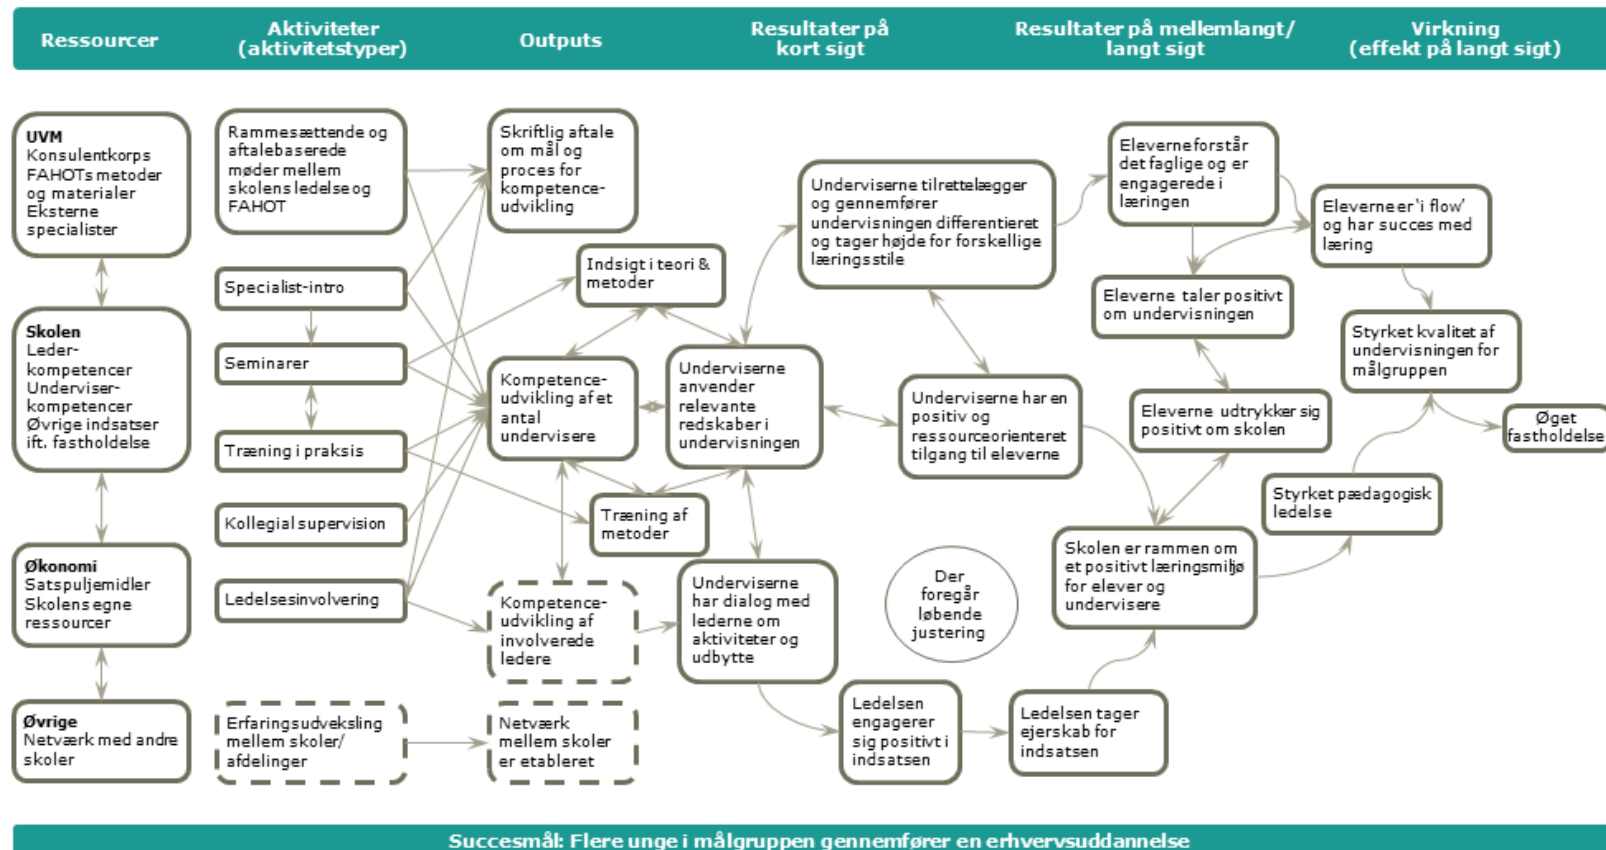 Ressourcer
Aktiviteter
(aktivitetstyper)
Outputs
Resultater på
kort sigt
Resultater på mellemlangt/
langt sigt
Virkning
(effekt på langt sigt)
UVM
Konsulentkorps
FAHOTs metoder
og materialer
Eksterne
specialister
Skolen
Leder-
kompetencer
Underviser-
kompetencer
Øvrige indsatser
ift. fastholdelse
Økonomi
Satspuljemidler
Skolens egne
ressourcer
Øvrige
Netværk med andre
skoler
Rammesættende og
aftalebaserede
møder mellem
skolens ledelse og
FAHOT
Specialist-intro
Seminarer
Træning i praksis
Kollegial supervision
Ledelsesinvolvering
Erfaringsudveksling
mellem skoler/
afdelinger
Skriftlig aftale
om mål og
proces for
kompetence-
udvikling
Indsigt i teori &
metoder
Kompetence-
udvikling af et
antal
undervisere
Træning af
metoder
Kompetence-
udvikling af
involverede
ledere
Netværk
mellem skoler
er etableret
Underviserne
anvender
relevante
redskaber i
undervisningen
Underviserne
har dialog med
lederne om
aktiviteter og
udbytte
Underviserne tilrettelægger
og gennemfører
undervisningen differentieret
og tager højde for forskellige
læringsstile
Underviserne har en
positiv og
ressourceorienteret
tilgang til eleverne
Der
foregår
løbende
justering
Ledelsen
engagerer
sig positivt i
indsatsen
Ledelsen tager
ejerskab for
indsatsen
Eleverne forstår
det faglige og er
engagerede i
læringen
Eleverne taler positivt
om undervisningen
Eleverne udtrykker sig
positivt om skolen
Skolen er rammen om
et positivt læringsmiljø
for elever og
undervisere
Eleverne er 'i flow'
og har succes med
læring
Styrket kvalitet af
undervisningen for
målgruppen
Øget
fastholdelse
Styrket pædagogisk
ledelse
Succesmål: Flere unge i målgruppen gennemfører en erhvervsuddannelse